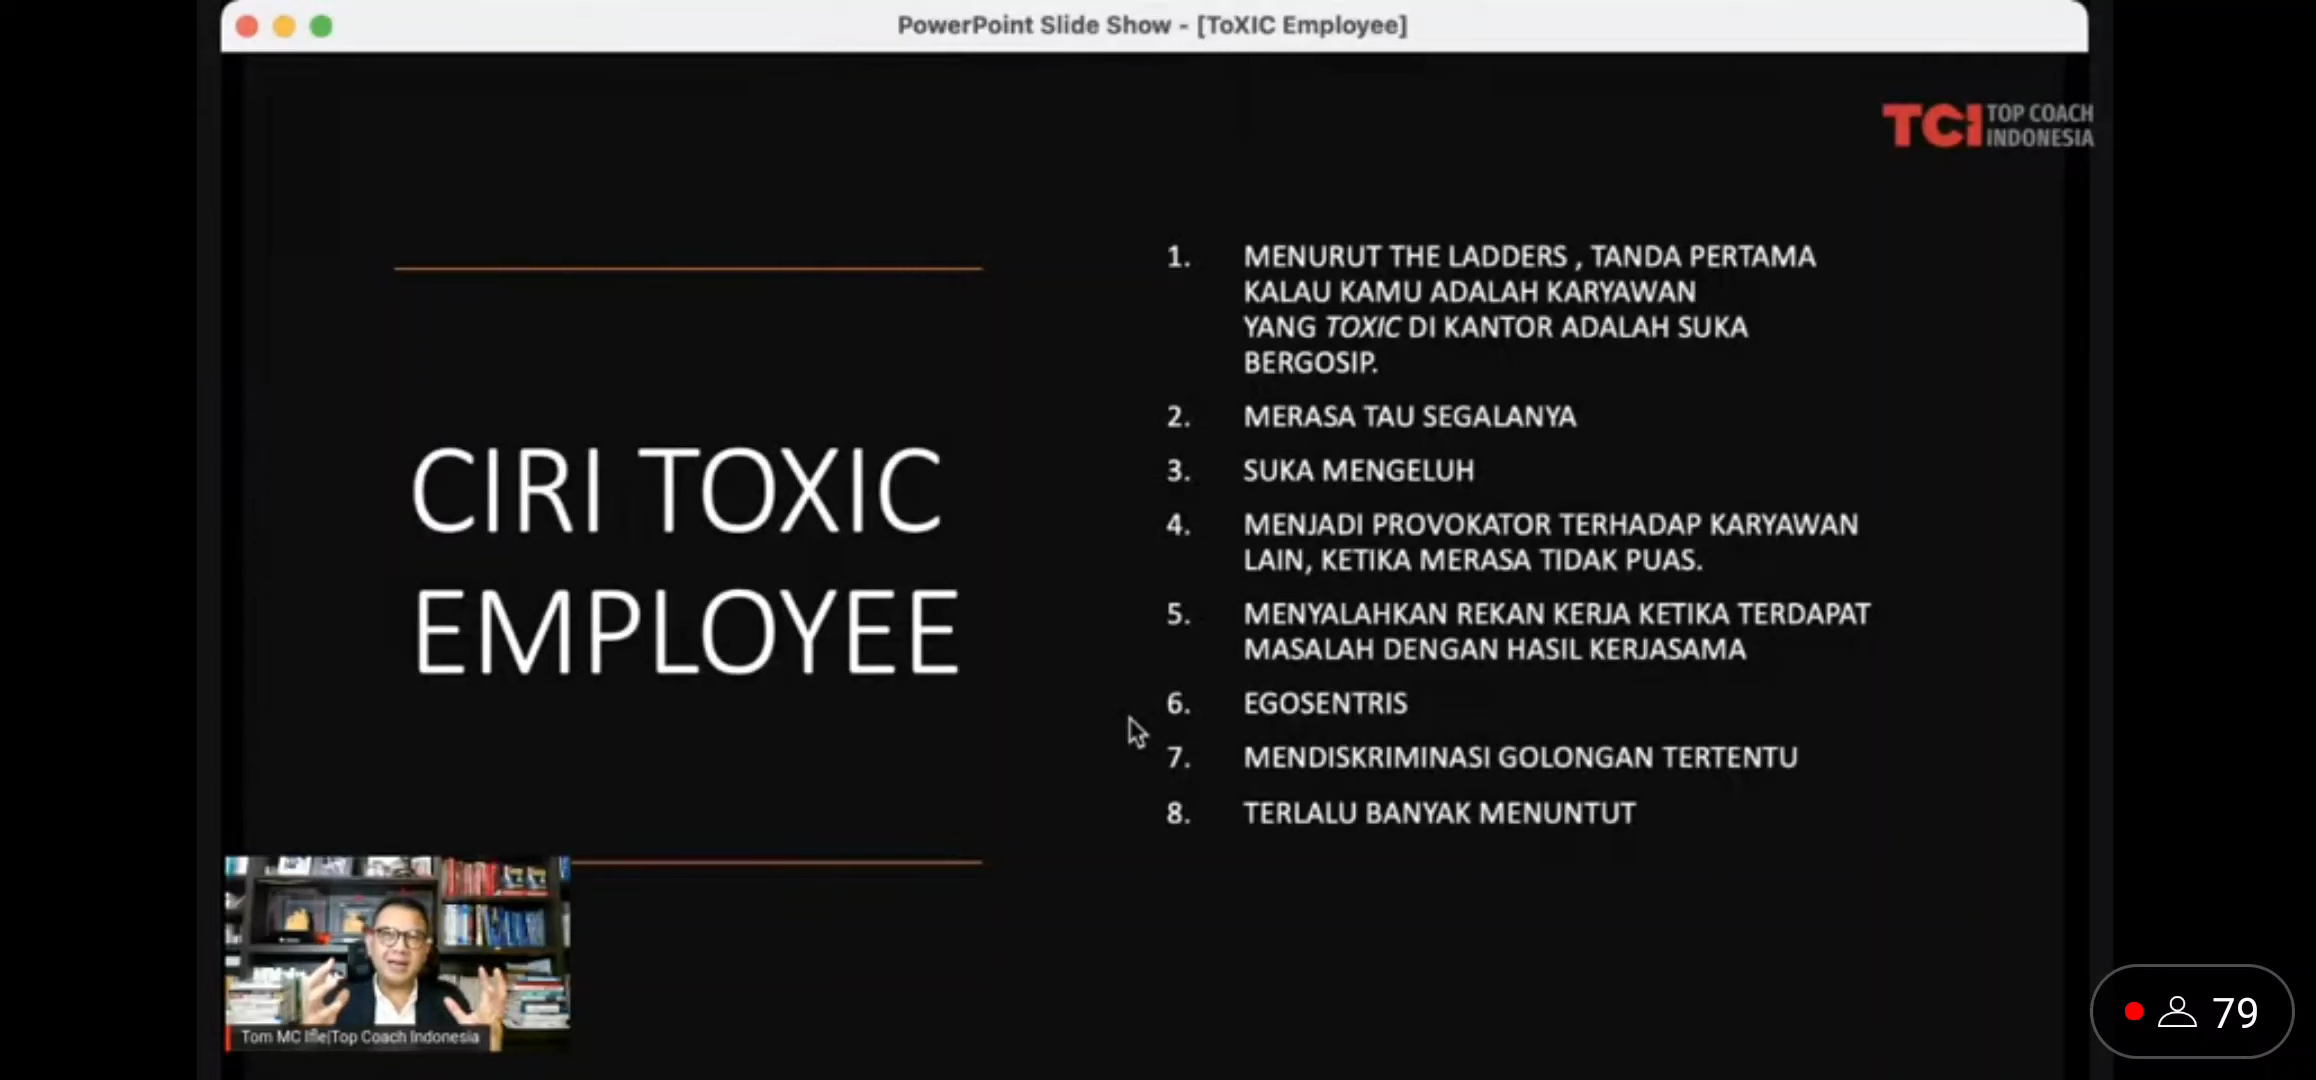 PowerPoint Slide Show - [ToXIC Employee]
TCI TOP COACH
INDONESIA
CIRI TOXIC
EMPLOYEE
1. MENURUT THE LADDERS , TANDA PERTAMA
KALAU KAMU ADALAH KARYAWAN
YANG TOXIC DI KANTOR ADALAH SUKA
BERGOSIP.
2. MERASA TAU SEGALANYA
3. SUKA MENGELUH
4. MENJADI PROVOKATOR TERHADAP KARYAWAN
LAIN, KETIKA MERASA TIDAK PUAS.
5. MENYALAHKAN REKAN KERJA KETIKA TERDAPAT
MASALAH DENGAN HASIL KERJASAMA
6. EGOSENTRIS
7. MENDISKRIMINASI GOLONGAN TERTENTU
8. TERLALU BANYAK MENUNTUT
Tom MC Ifle|Top Coach Indonesia
79